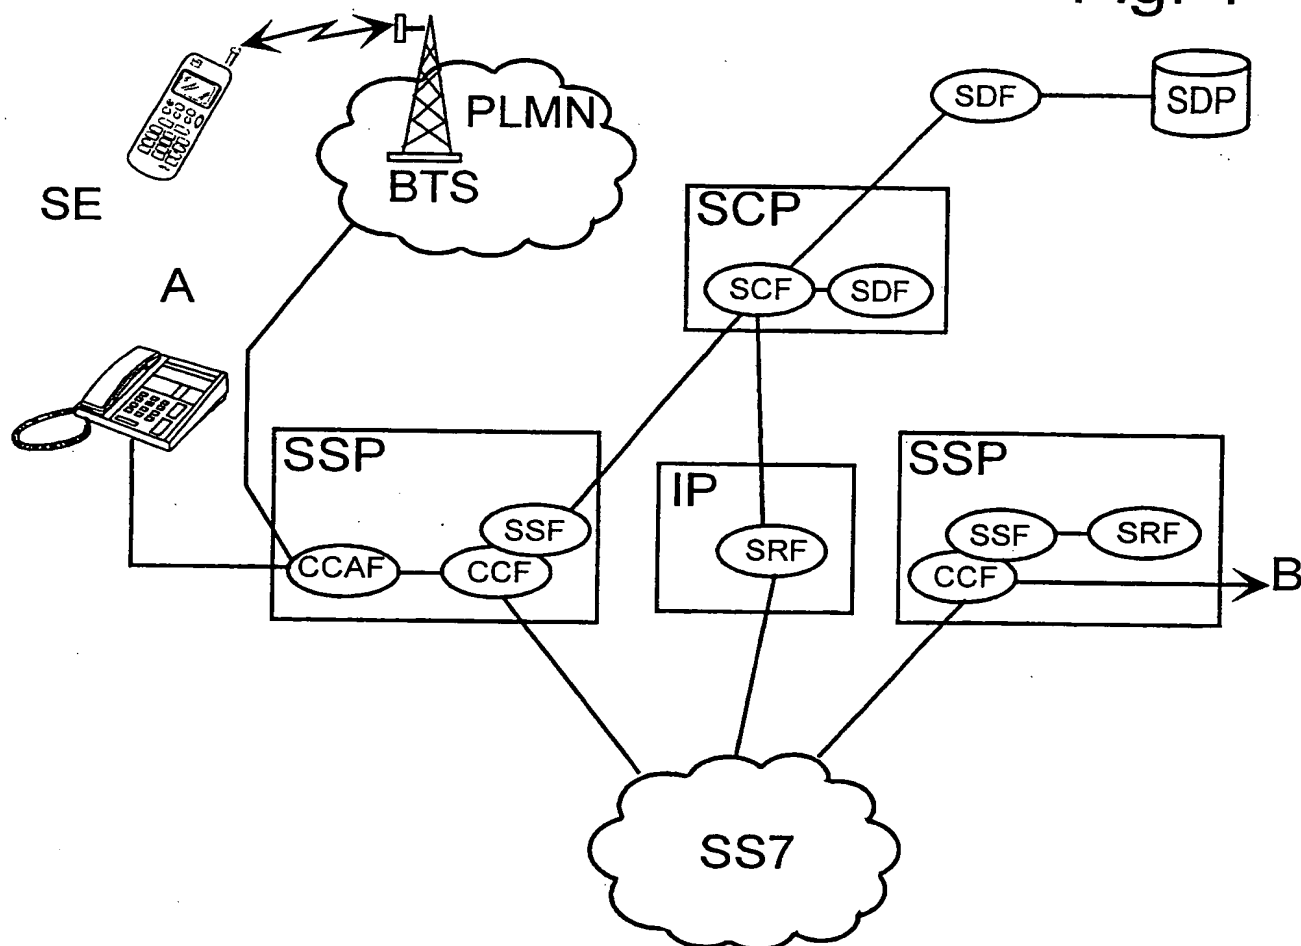 SDF
SDP
PLMN
BTS
SE
SCP
SCF
SDF
A
SSP
SSF
CCAF
CCF
IP
SRF
SSP
SSF
SRF
CCF
B
SS7